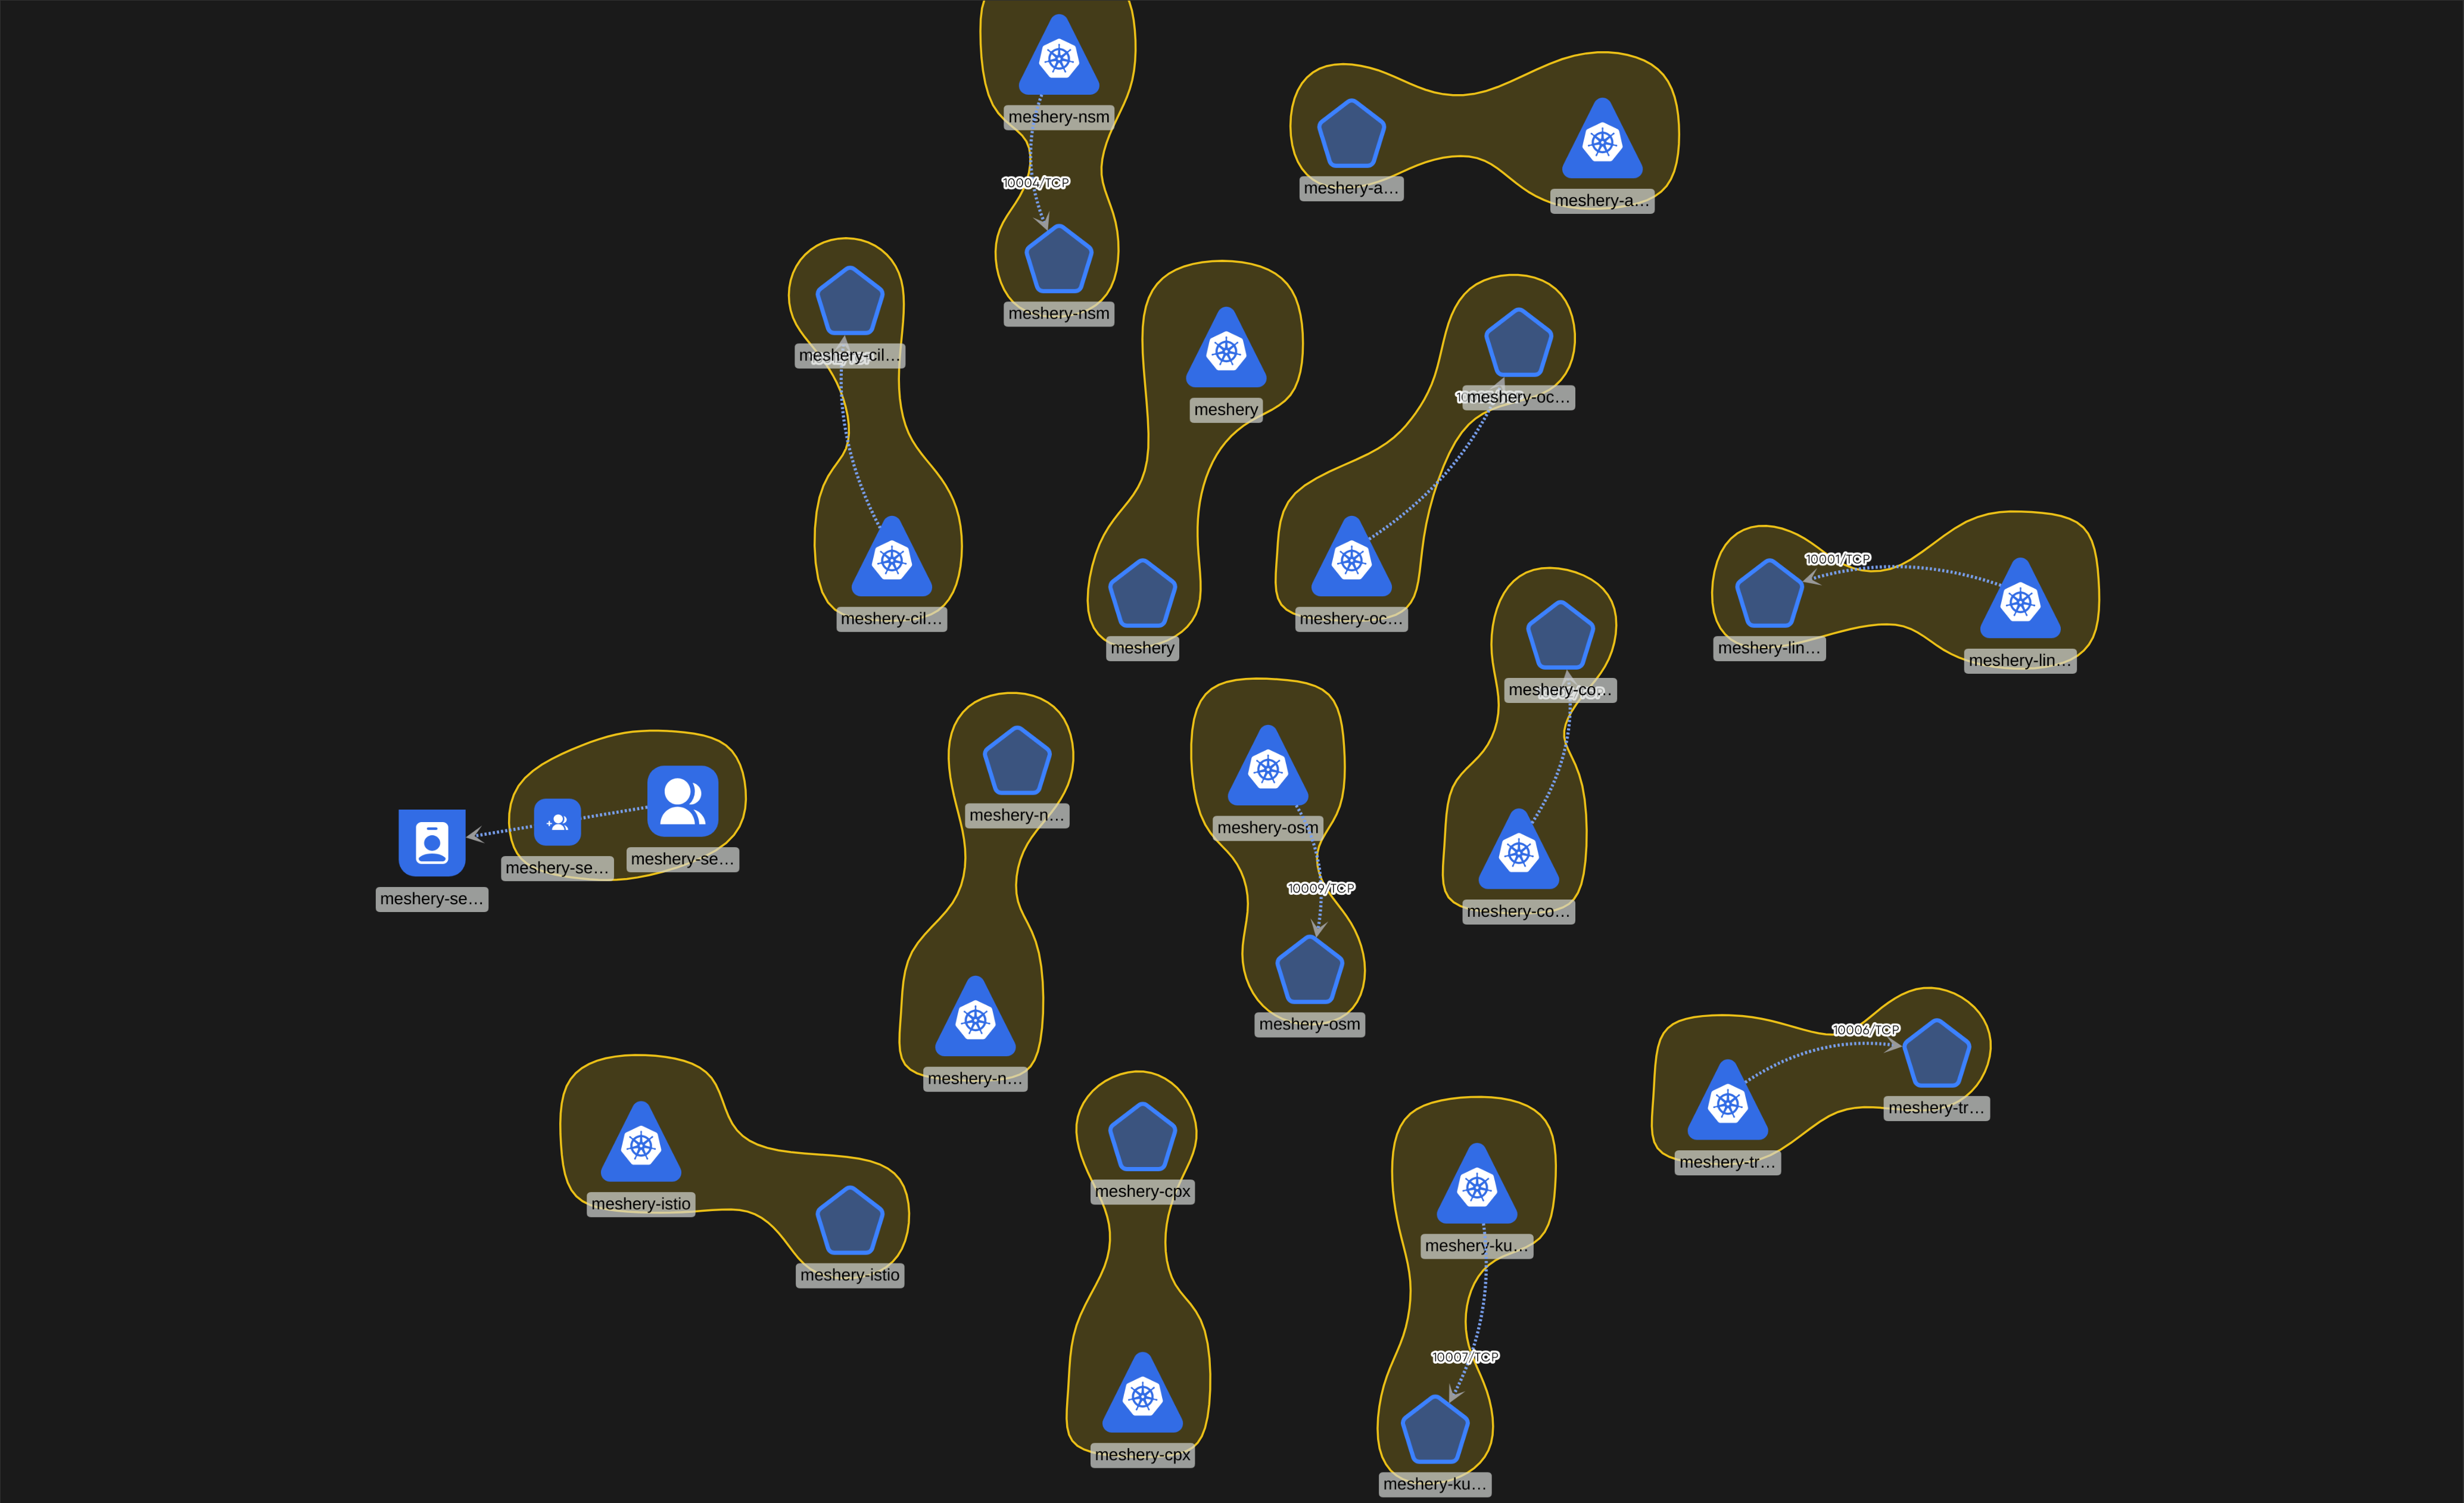 meshery-nsm
10004/TCP
meshery-nsm
meshery-a…
meshery-a…
meshery-cil…
meshery-cil…
meshery
meshery
meshery-oc…
meshery-oc…
10001/TCP
meshery-lin…
meshery-lin…
meshery-co…
meshery-co…
meshery-se…
meshery-se…
meshery-se…
meshery-n…
meshery-n…
meshery-osm
10009/TCP
meshery-osm
10006/TCP
meshery-tr…
meshery-tr…
meshery-istio
meshery-istio
meshery-cpx
meshery-cpx
meshery-ku…
10007/TCP
meshery-ku…